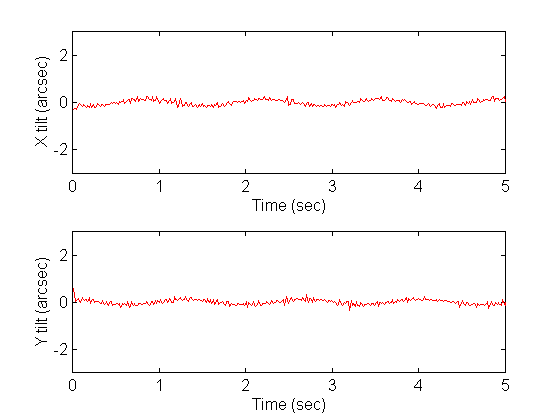 2
0
-2
X tilt (arcsec)
0 1 2 3 4 5
Time (sec)
2
0
-2
Y tilt (arcsec)
0 1 2 3 4 5
Time (sec)